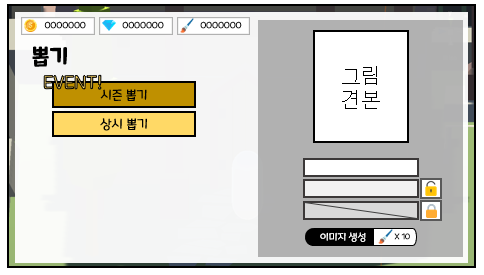 0000000 0000000 0000000
뽑기
EVENT!
시즌 뽑기
상시 뽑기
그림
견본
이미지 생성 X 10